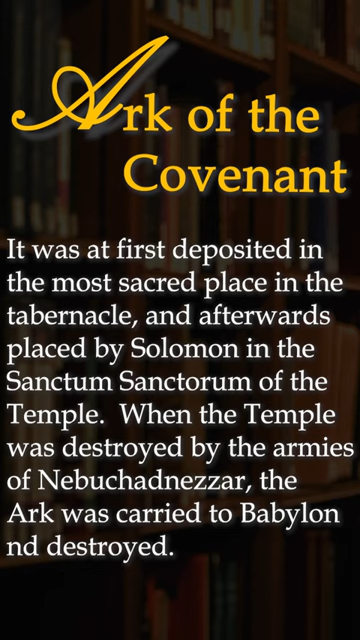 Ark of the
Covenant
It was at first deposited in
the most sacred place in the
tabernacle, and afterwards
placed by Solomon in the
Sanctum Sanctorum of the
Temple.  When the Temple
was destroyed by the armies
of Nebuchadnezzar, the
Ark was carried to Babylon
nd destroyed.